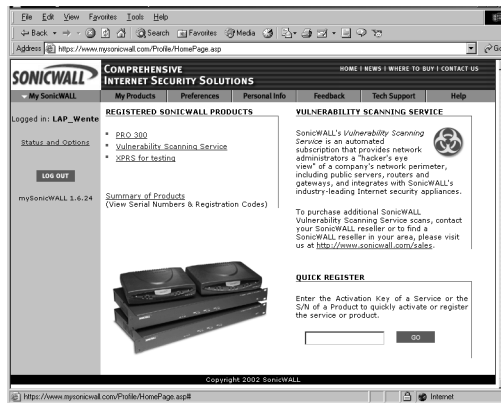 File Edit View Favorites Tools Help
Back Search Favorites Media
Address https://www.mysonicwall.com/Profile/HomePage.asp Go
SONICWALL
COMPREHENSIVE
INTERNET SECURITY SOLUTIONS
HOME | NEWS | WHERE TO BUY | CONTACT US
My SonicWALL My Products Preferences Personal Info Feedback Tech Support Help
Logged in: LAP_Wente
Status and Options
LOG OUT
mySonicWALL 1.6.24
REGISTERED SONICWALL PRODUCTS
PRO 300
Vulnerability Scanning Service
XPRS for testing
Summary of Products
(View Serial Numbers & Registration Codes)
VULNERABILITY SCANNING SERVICE
SonicWALL's Vulnerability Scanning
Service is an automated
subscription that provides network
administrators a "hacker's eye
view" of a company's network perimeter,
including public servers, routers and
gateways, and integrates with SonicWALL's
industry-leading Internet security appliances.
To purchase additional SonicWALL
Vulnerability Scanning Service scans, contact
your SonicWALL reseller or to find a
SonicWALL reseller in your area, please visit
us at http://www.sonicwall.com/sales.
QUICK REGISTER
Enter the Activation Key of a Service or the
S/N of a Product to quickly activate or register
the service or product.
GO
Copyright 2002 SonicWALL
https://www.mysonicwall.com/Profile/HomePage.asp# Internet